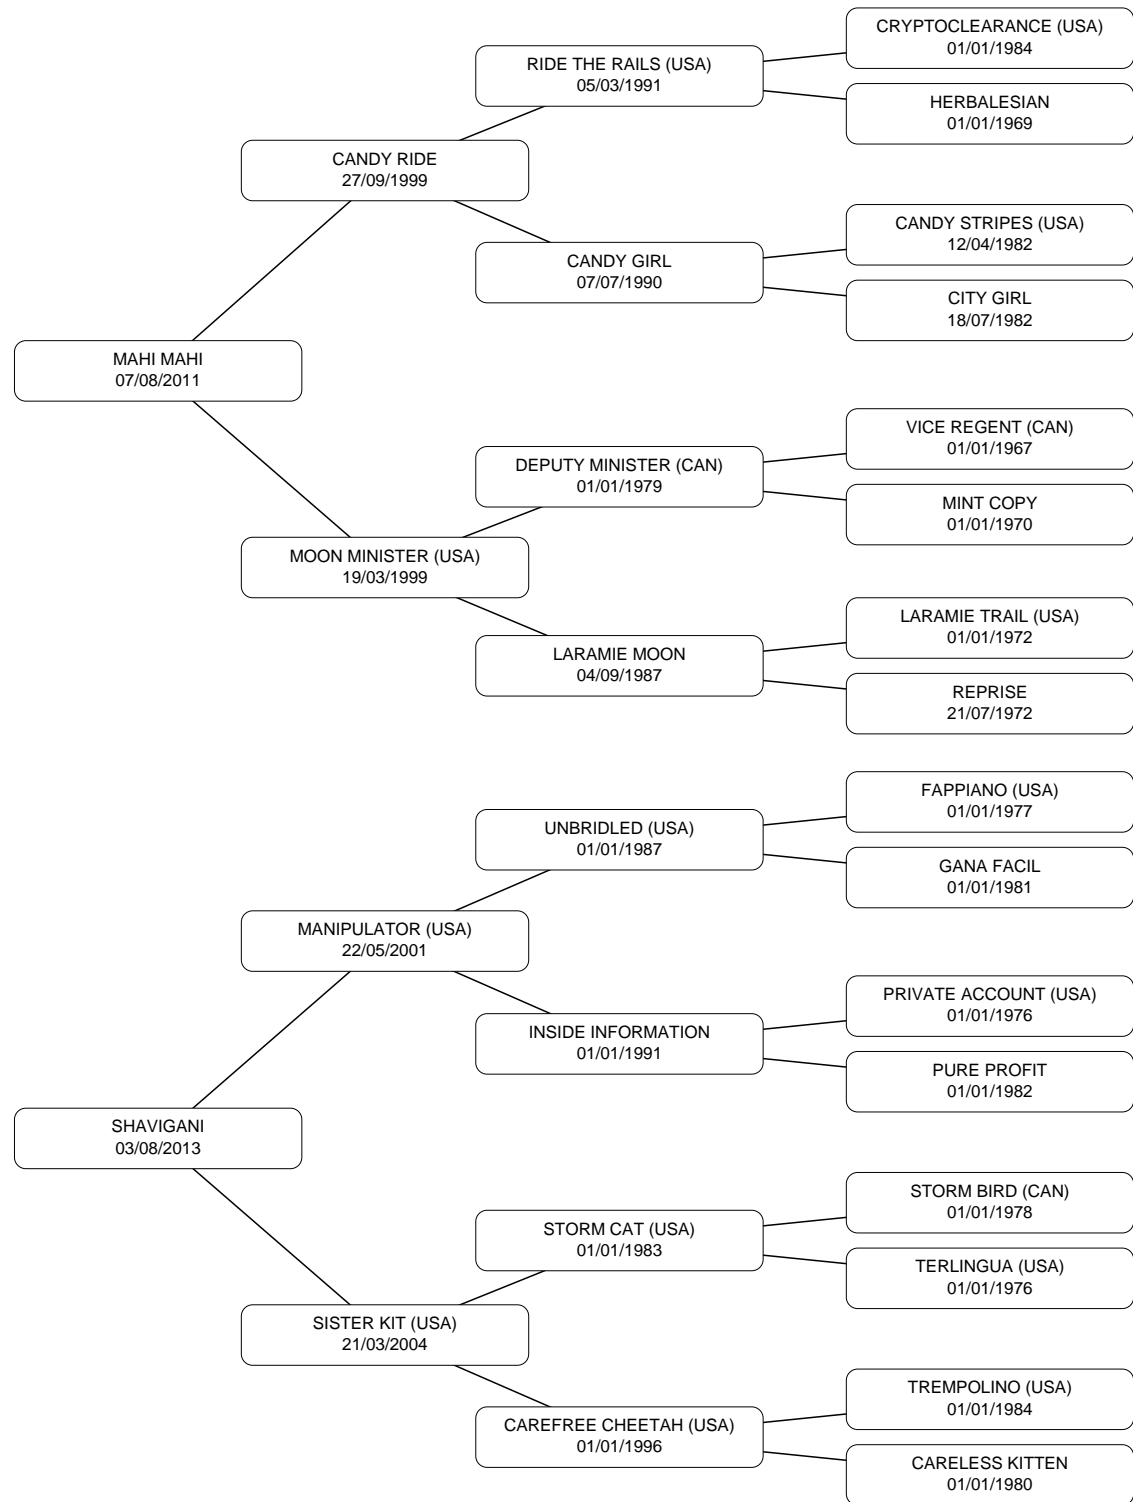 CRYPTOCLEARANCE (USA)
01/01/1984
RIDE THE RAILS (USA)
05/03/1991
HERBALESIAN
01/01/1969
CANDY RIDE
27/09/1999
CANDY STRIPES (USA)
12/04/1982
CANDY GIRL
07/07/1990
CITY GIRL
18/07/1982
MAHI MAHI
07/08/2011
VICE REGENT (CAN)
01/01/1967
DEPUTY MINISTER (CAN)
01/01/1979
MINT COPY
01/01/1970
MOON MINISTER (USA)
19/03/1999
LARAMIE TRAIL (USA)
01/01/1972
LARAMIE MOON
04/09/1987
REPRISE
21/07/1972
FAPPIANO (USA)
01/01/1977
UNBRIDLED (USA)
01/01/1987
GANA FACIL
01/01/1981
MANIPULATOR (USA)
22/05/2001
PRIVATE ACCOUNT (USA)
01/01/1976
INSIDE INFORMATION
01/01/1991
PURE PROFIT
01/01/1982
SHAVIGANI
03/08/2013
STORM BIRD (CAN)
01/01/1978
STORM CAT (USA)
01/01/1983
TERLINGUA (USA)
01/01/1976
SISTER KIT (USA)
21/03/2004
TREMPOLINO (USA)
01/01/1984
CAREFREE CHEETAH (USA)
01/01/1996
CARELESS KITTEN
01/01/1980